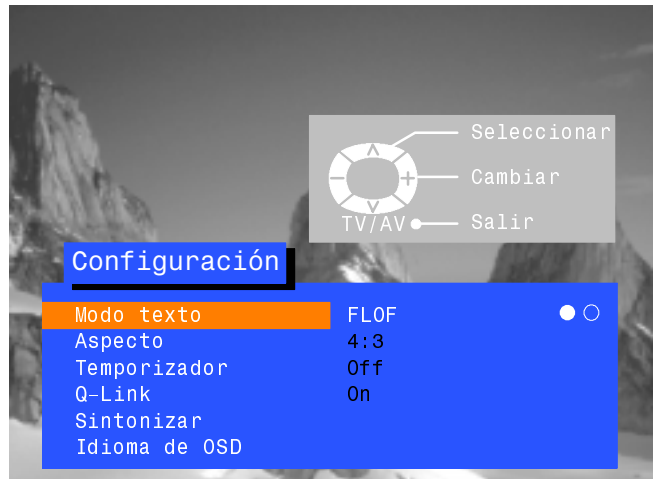 Seleccionar
Cambiar
TV/AV Salir
Configuración
Modo texto FLOF
Aspecto 4:3
Temporizador Off
Q-Link On
Sintonizar
Idioma de OSD